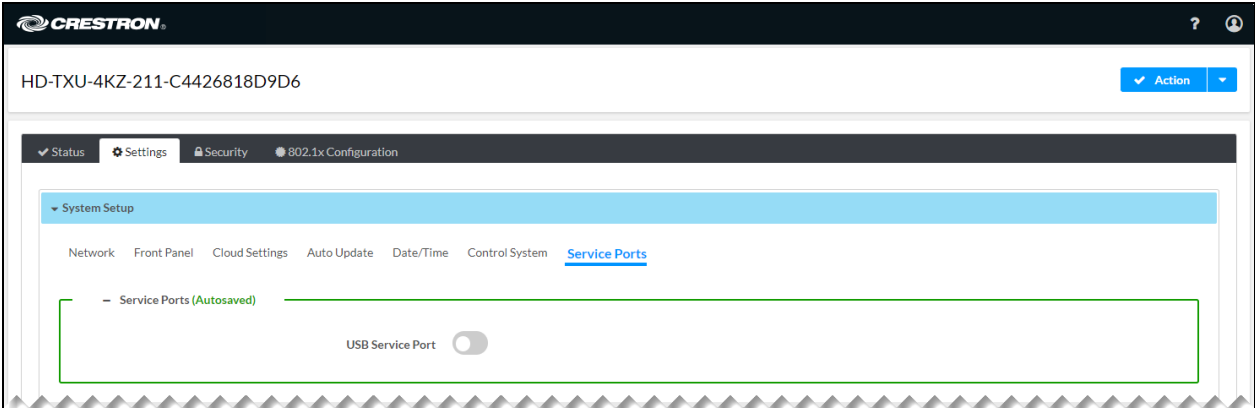 CRESTRON®
?
HD-TXU-4KZ-211-C4426818D9D6
Action
Status Settings Security 802.1x Configuration
System Setup
Network Front Panel Cloud Settings Auto Update Date/Time Control System Service Ports
– Service Ports (Autosaved)
USB Service Port